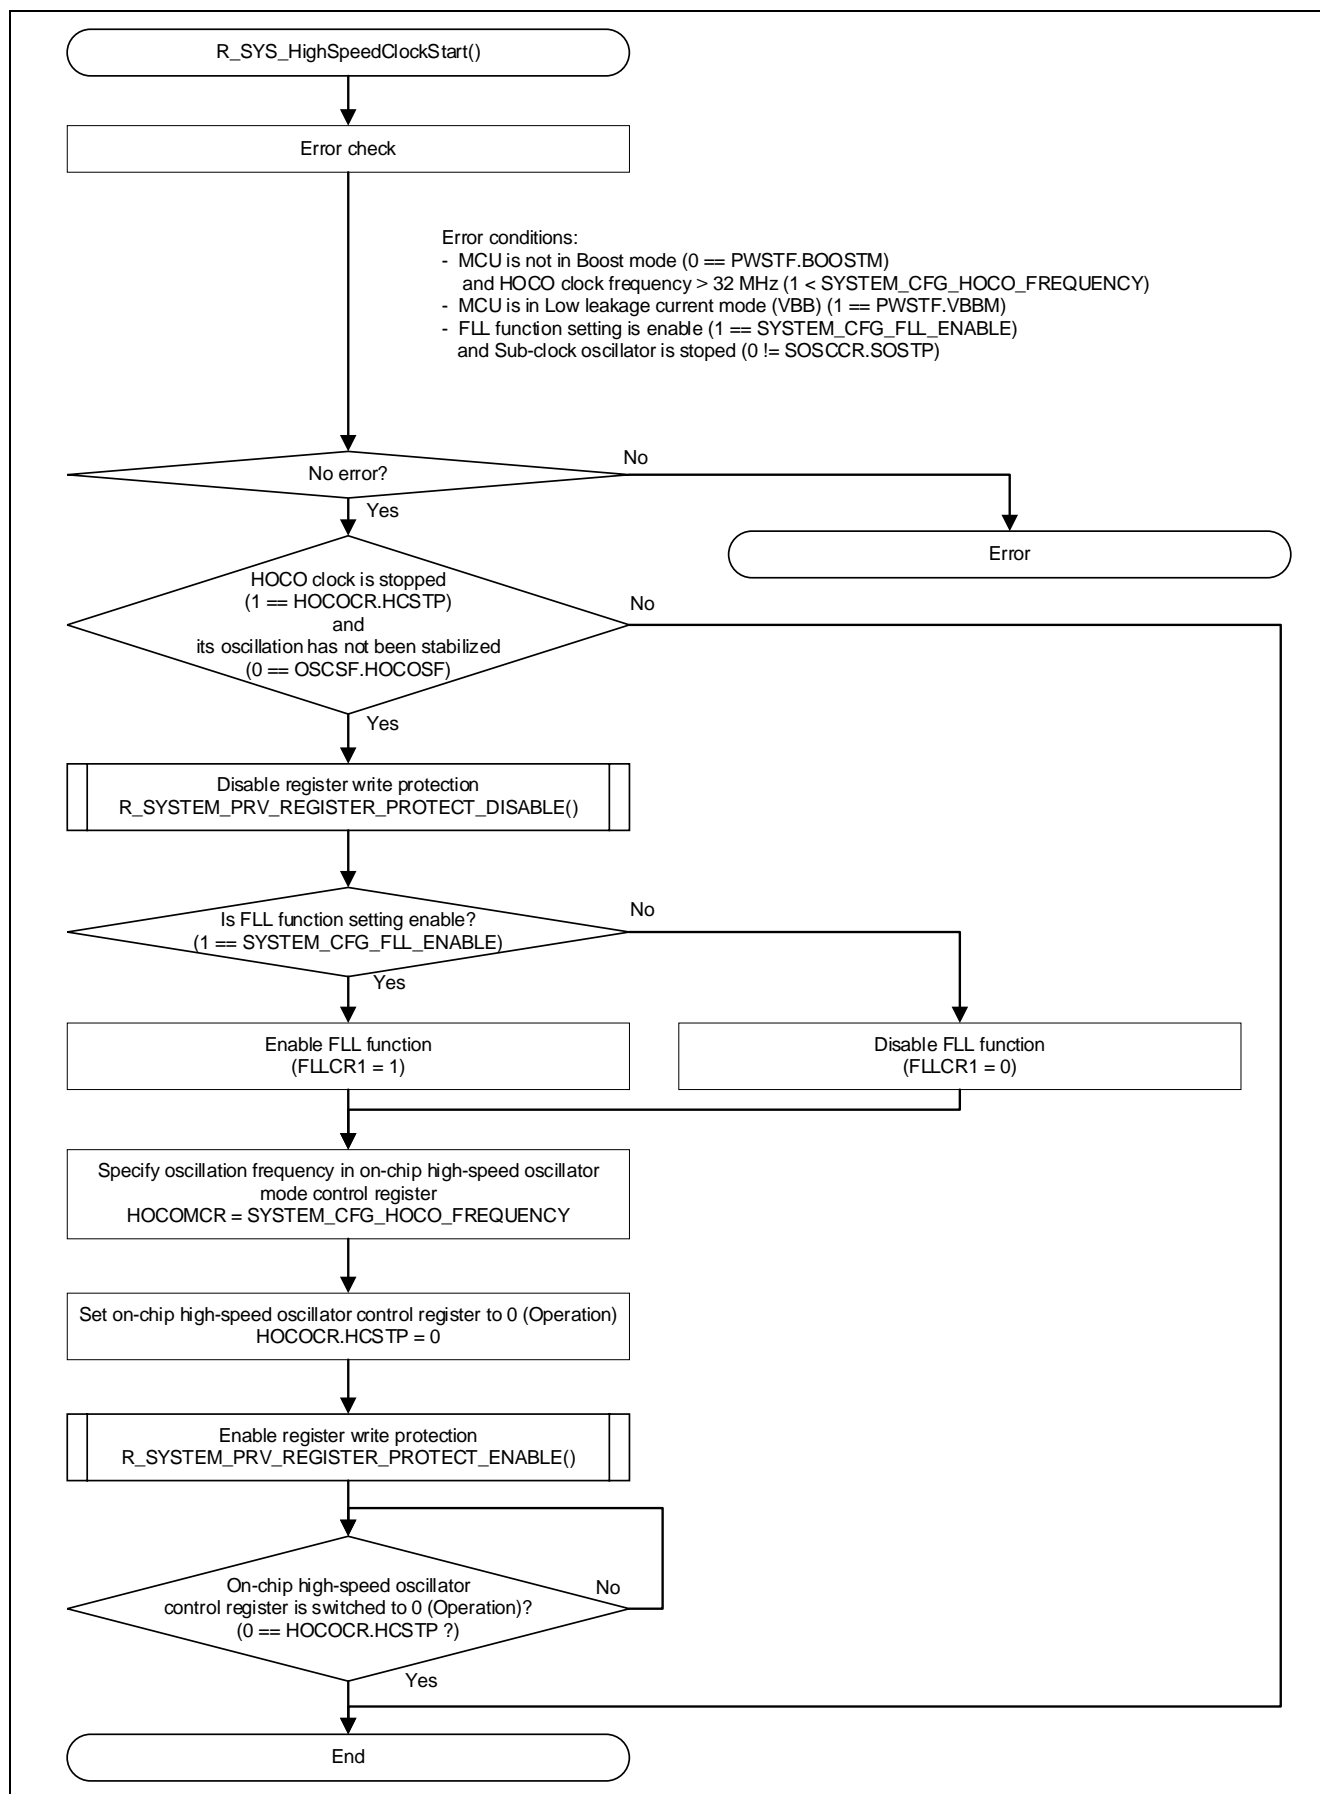 R_SYS_HighSpeedClockStart()
Error check
Error conditions:
- MCU is not in Boost mode (0 == PWSTF.BOOSTM)
and HOCO clock frequency > 32 MHz (1 < SYSTEM_CFG_HOCO_FREQUENCY)
- MCU is in Low leakage current mode (VBB) (1 == PWSTF.VBBM)
- FLL function setting is enable (1 == SYSTEM_CFG_FLL_ENABLE)
and Sub-clock oscillator is stoped (0 != SOSCCR.SOSTP)
No error?
No
Yes
Error
HOCO clock is stopped
(1 == HOCOCR.HCSTP)
and
its oscillation has not been stabilized
(0 == OSCSF.HOCOSF)
No
Yes
Disable register write protection
R_SYSTEM_PRV_REGISTER_PROTECT_DISABLE()
Is FLL function setting enable?
(1 == SYSTEM_CFG_FLL_ENABLE)
No
Yes
Enable FLL function
(FLLCR1 = 1)
Disable FLL function
(FLLCR1 = 0)
Specify oscillation frequency in on-chip high-speed oscillator
mode control register
HOCOMCR = SYSTEM_CFG_HOCO_FREQUENCY
Set on-chip high-speed oscillator control register to 0 (Operation)
HOCOCR.HCSTP = 0
Enable register write protection
R_SYSTEM_PRV_REGISTER_PROTECT_ENABLE()
On-chip high-speed oscillator
control register is switched to 0 (Operation)?
(0 == HOCOCR.HCSTP ?)
No
Yes
End